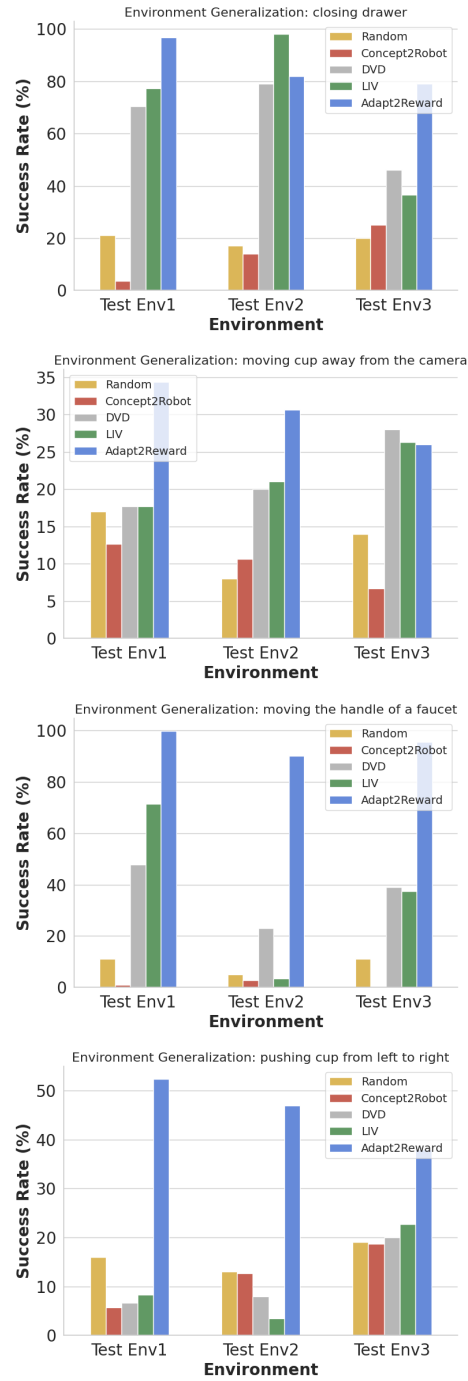 Environment Generalization: closing drawer
100
80
60
40
20
0
Success Rate (%)
Random
Concept2Robot
DVD
LIV
Adapt2Reward
Test Env1 Test Env2 Test Env3
Environment
Environment Generalization: moving cup away from the camera
35
30
25
20
15
10
5
0
Success Rate (%)
Random
Concept2Robot
DVD
LIV
Adapt2Reward
Test Env1 Test Env2 Test Env3
Environment
Environment Generalization: moving the handle of a faucet
100
80
60
40
20
0
Success Rate (%)
Random
Concept2Robot
DVD
LIV
Adapt2Reward
Test Env1 Test Env2 Test Env3
Environment
Environment Generalization: pushing cup from left to right
50
40
30
20
10
0
Success Rate (%)
Random
Concept2Robot
DVD
LIV
Adapt2Reward
Test Env1 Test Env2 Test Env3
Environment